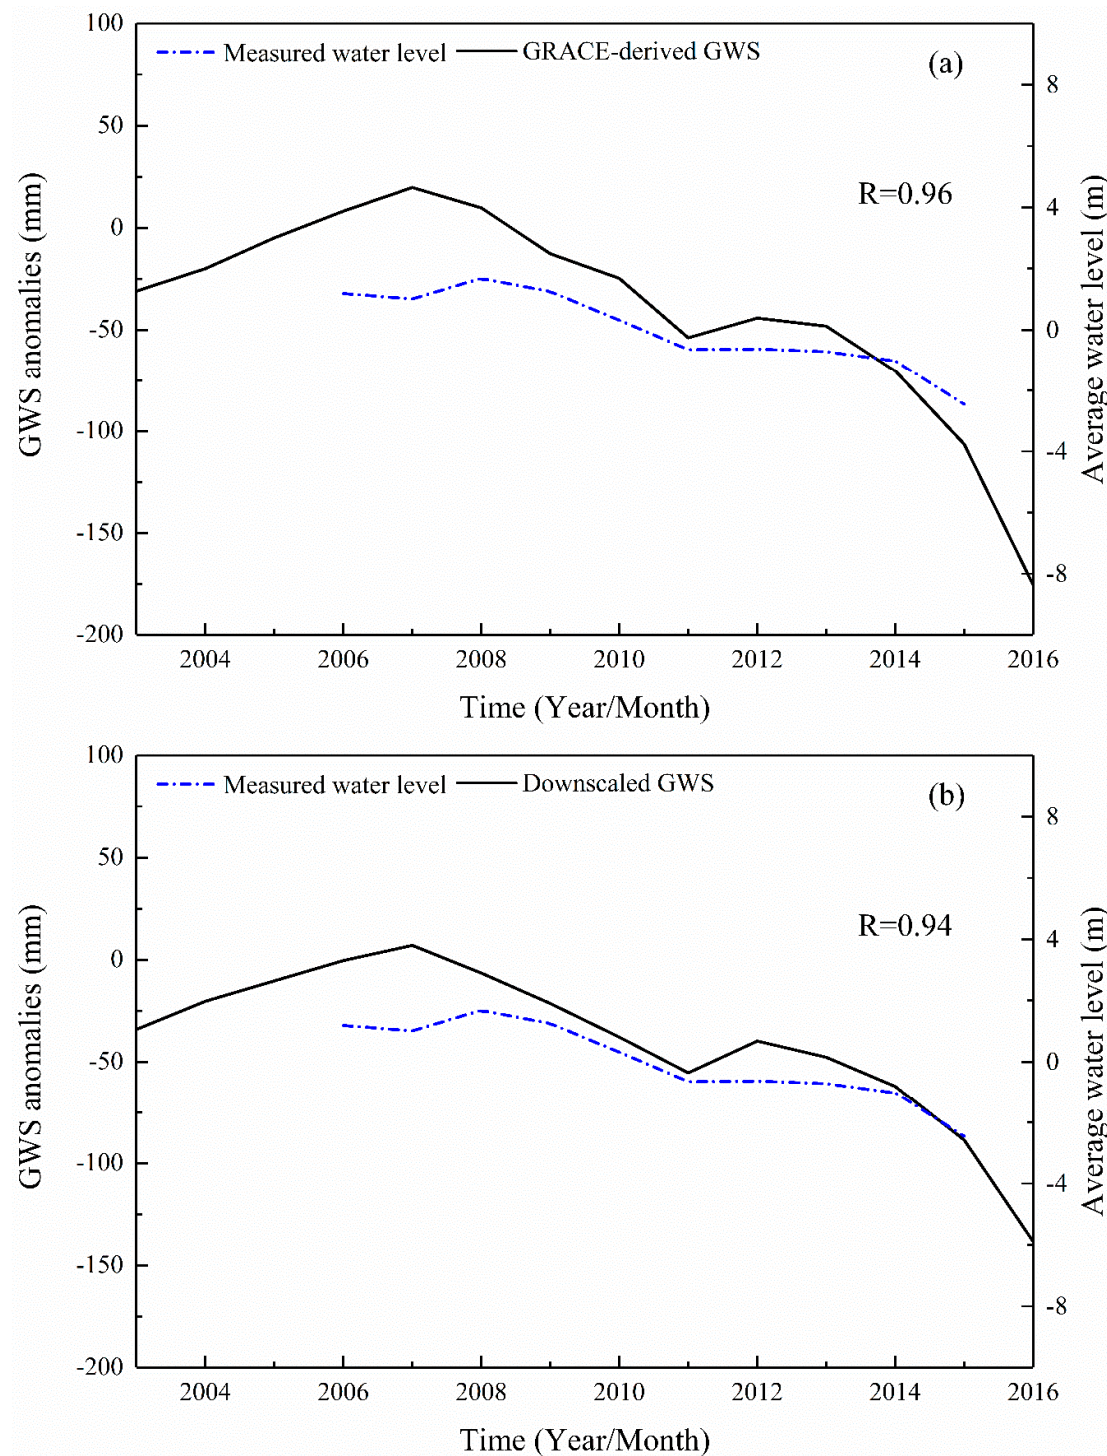 100
50
0
-50
-100
-150
-200
GWS anomalies (mm)
Measured water level
GRACE-derived GWS
(a)
R=0.96
8
4
0
-4
-8
Average water level (m)
2004
2006
2008
2010
2012
2014
2016
Time (Year/Month)
100
50
0
-50
-100
-150
-200
GWS anomalies (mm)
Measured water level
Downscaled GWS
(b)
R=0.94
8
4
0
-4
-8
Average water level (m)
2004
2006
2008
2010
2012
2014
2016
Time (Year/Month)